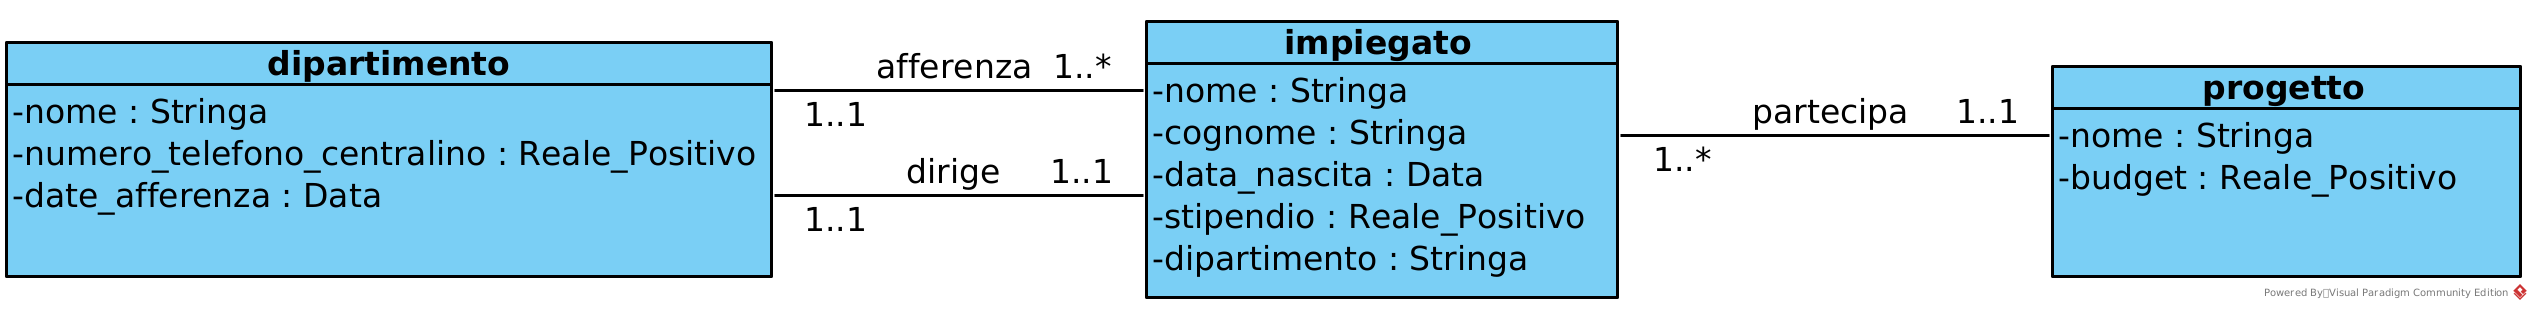 dipartimento
-nome : Stringa
-numero_telefono_centralino : Reale_Positivo
-date_afferenza : Data
afferenza 1..*
1..1
dirige 1..1
1..1
impiegato
-nome : Stringa
-cognome : Stringa
-data_nascita : Data
-stipendio : Reale_Positivo
-dipartimento : Stringa
partecipa 1..1
1..*
progetto
-nome : Stringa
-budget : Reale_Positivo
Powered By Visual Paradigm Community Edition